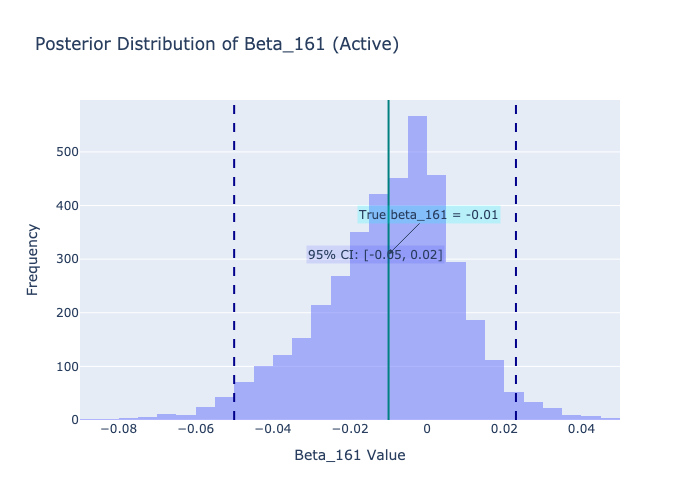 Posterior Distribution of Beta_161 (Active)
500
400
300
200
100
0
Frequency
True beta_161 = -0.01
95% CI: [-0.05, 0.02]
−0.08 −0.06 −0.04 −0.02 0 0.02 0.04
Beta_161 Value